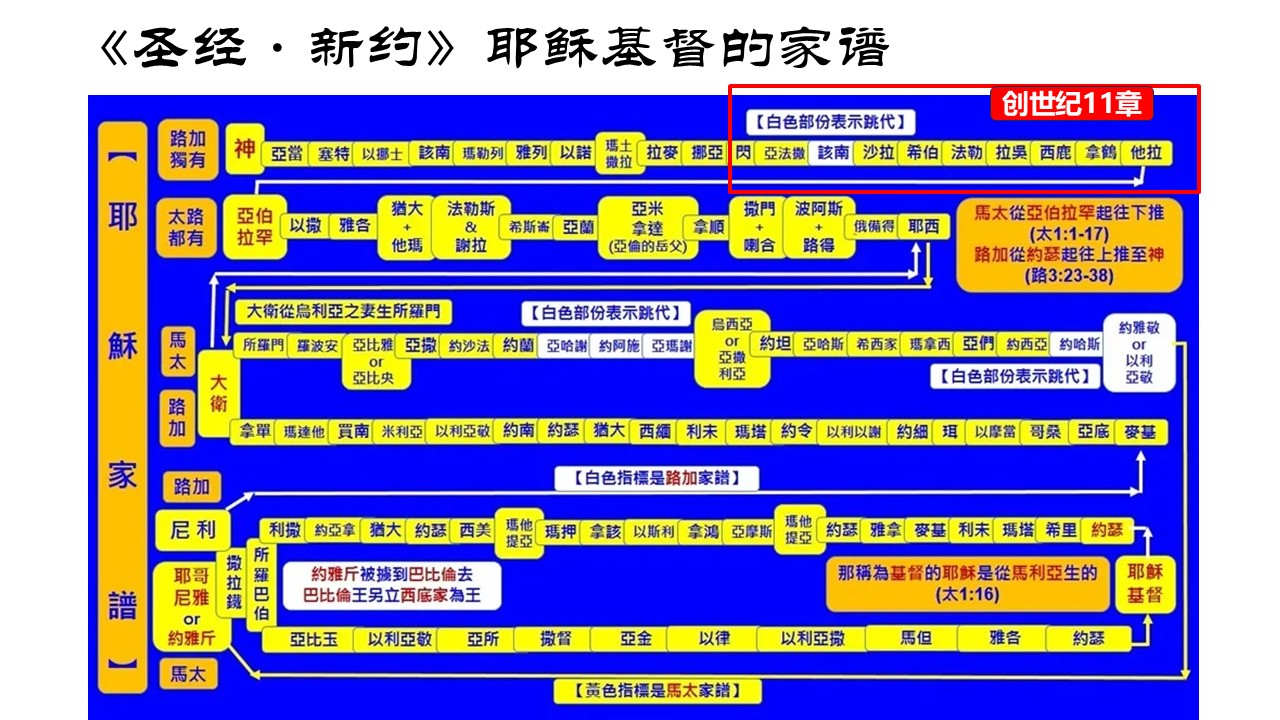 《圣经·新约》耶稣基督的家谱
创世纪11章
【白色部份表示跳代】
【耶穌家譜】
路加
獨有
神 亞當 塞特 以挪士 該南 瑪勒列 雅列 以諾 瑪土撒拉 拉麥 挪亞 閃 亞法撒 該南 沙拉 希伯 法勒 拉吳 西鹿 拿鶴 他拉
太路
都有
亞伯
拉罕
以撒 雅各
猶大
+
他瑪
法勒斯
&
謝拉
希斯崙 亞蘭
亞米
拿達
(亞倫的岳父)
拿順
撒門
+
喇合
波阿斯
+
路得
俄備得 耶西
馬太從亞伯拉罕起往下推
(太1:1-17)
路加從約瑟起往上推至神
(路3:23-38)
大衛從烏利亞之妻生所羅門
【白色部份表示跳代】
馬
太
大
衛
所羅門 羅波安
亞比雅
or
亞比央
亞撒 約沙法 約蘭 亞哈謝 約阿施 亞瑪謝
烏西亞
or
亞撒
利亞
約坦 亞哈斯 希西家 瑪拿西 亞們 約西亞 約哈斯
約雅敬
or
以利
亞敬
【白色部份表示跳代】
路
加
拿單 瑪達他 買南 米利亞 以利亞敬 約南 約瑟 猶大 西緬 利未 瑪塔 約令 以利以謝 約細 珥 以摩當 哥桑 亞底 麥基
【白色指標是路加家譜】
路加
尼利
利撒 約亞拿 猶大 約瑟 西美 瑪他提亞 瑪押 拿該 以斯利 拿鴻 亞摩斯 瑪他提亞 約瑟 雅拿 麥基 利未 瑪塔 希里 約瑟
撒拉鐵
所羅巴伯
耶哥
尼雅
or
約雅斤
約雅斤被擄到巴比倫去
巴比倫王另立西底家為王
那稱為基督的耶穌是從馬利亞生的
(太1:16)
耶穌
基督
亞比玉 以利亞敬 亞所 撒督 亞金 以律 以利亞撒 馬但 雅各 約瑟
馬太
【黃色指標是馬太家譜】